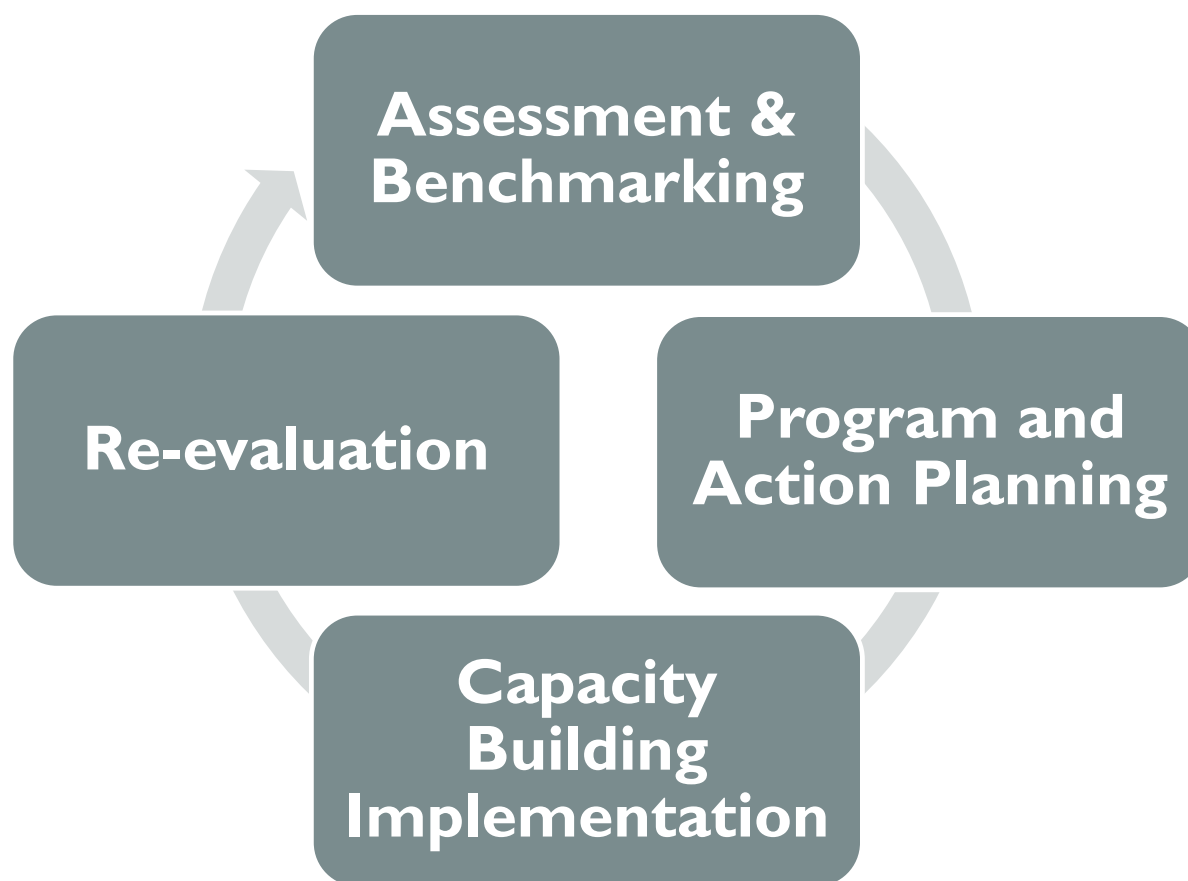 Assessment &
Benchmarking
Program and
Action Planning
Capacity
Building
Implementation
Re-evaluation